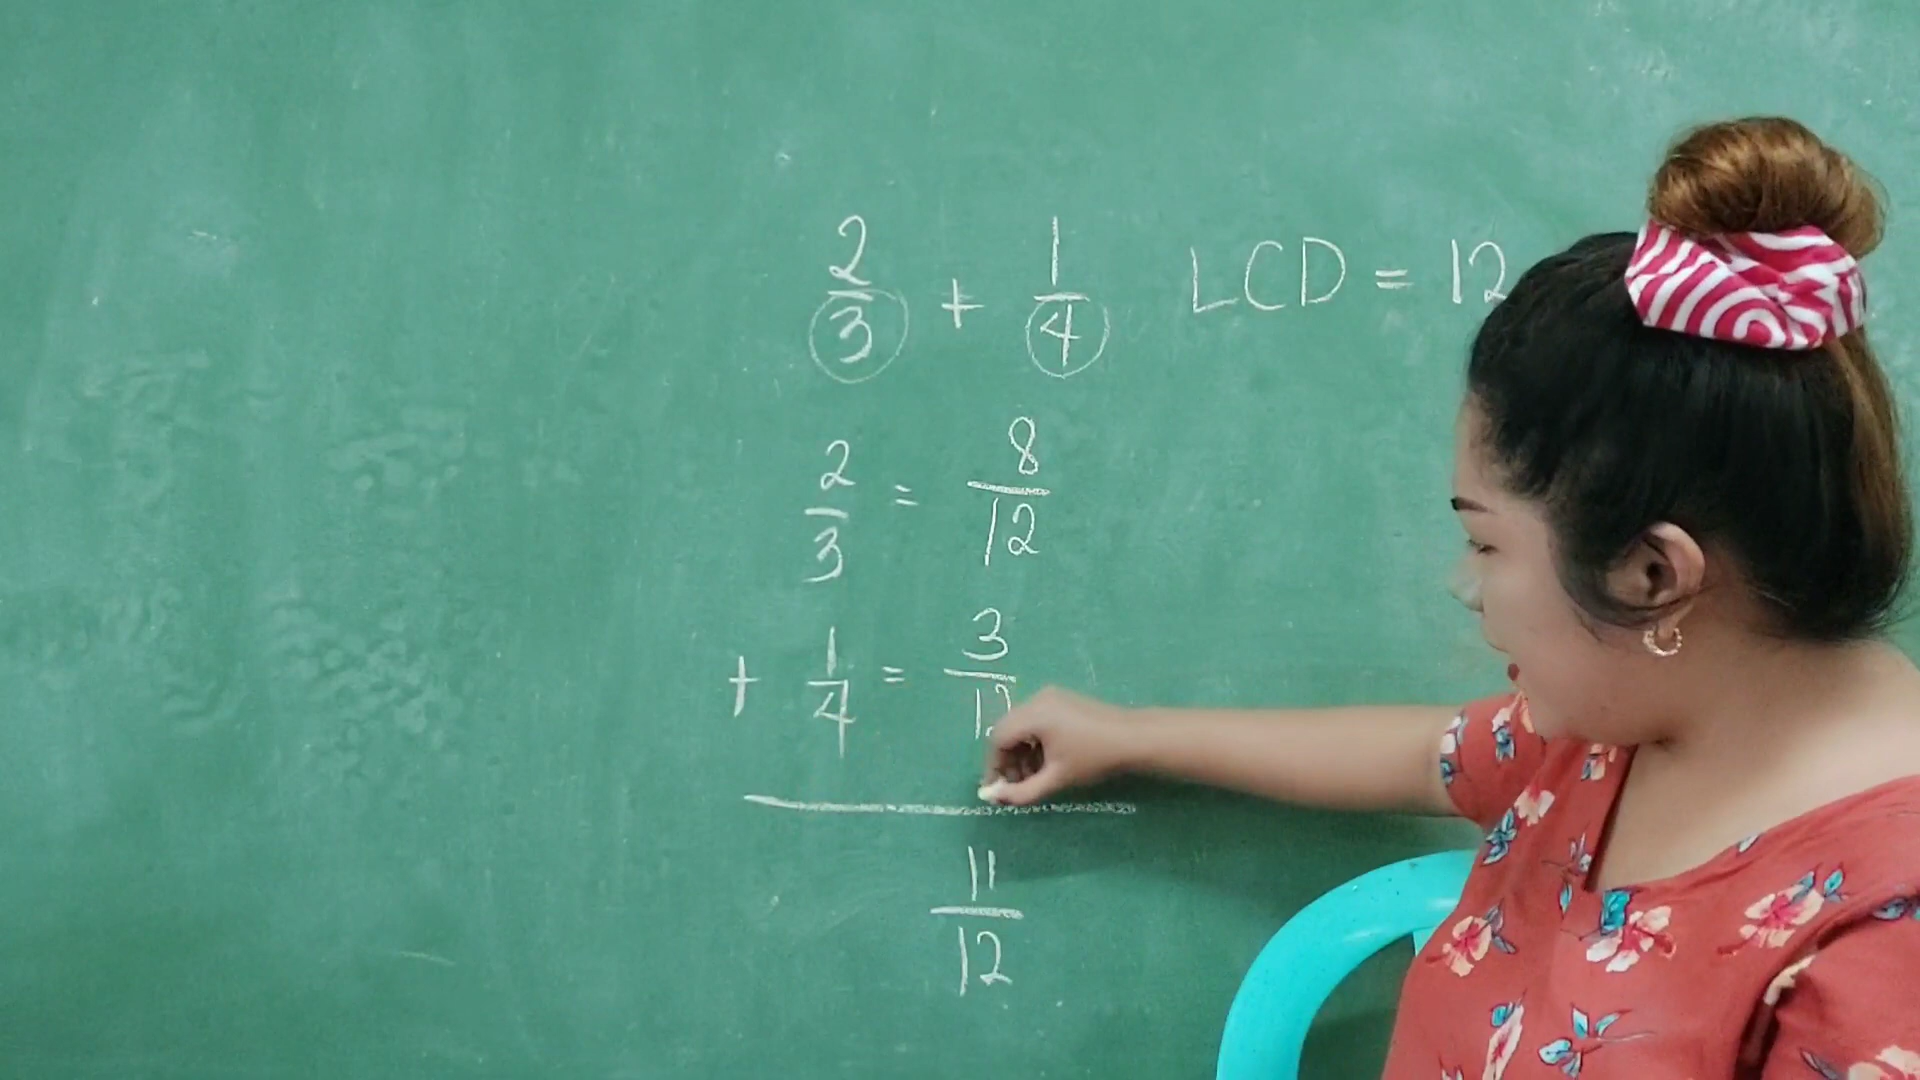 2/3 + 1/4 LCD = 12
2/3 = 8/12
+ 1/4 = 3/12
11/12